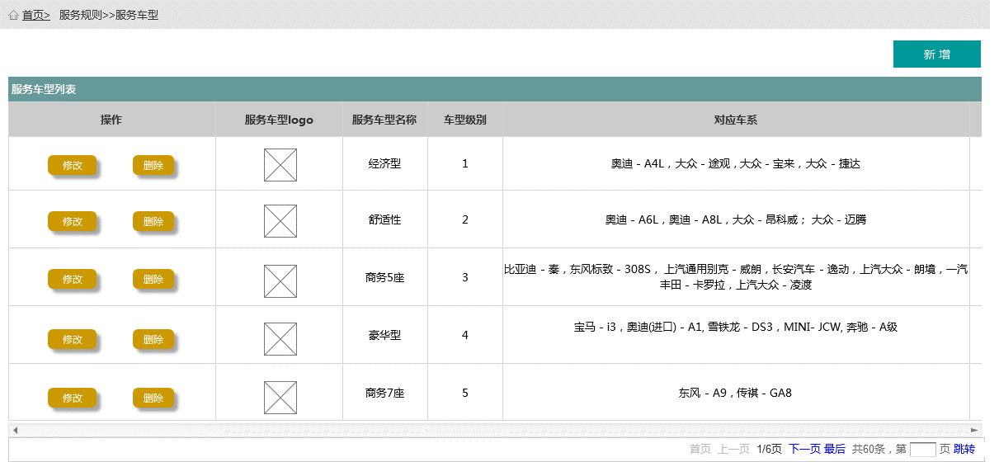 首页> 服务规则>>服务车型
新 增
服务车型列表
操作 服务车型logo 服务车型名称 车型级别 对应车系
修改 删除 经济型 1 奥迪 - A4L，大众 - 途观，大众 - 宝来，大众 - 捷达
修改 删除 舒适性 2 奥迪 - A6L，奥迪 - A8L，大众 - 昂科威； 大众 - 迈腾
修改 删除 商务5座 3 比亚迪 - 秦，东风标致 - 308S， 上汽通用别克 - 威朗，长安汽车 - 逸动，上汽大众 - 朗境，一汽
丰田 - 卡罗拉，上汽大众 - 凌渡
修改 删除 豪华型 4 宝马 - i3，奥迪(进口) - A1, 雪铁龙 - DS3，MINI- JCW, 奔驰 - A级
修改 删除 商务7座 5 东风 - A9，传祺 - GA8
首页 上一页 1/6页 下一页 最后 共60条，第 页 跳转